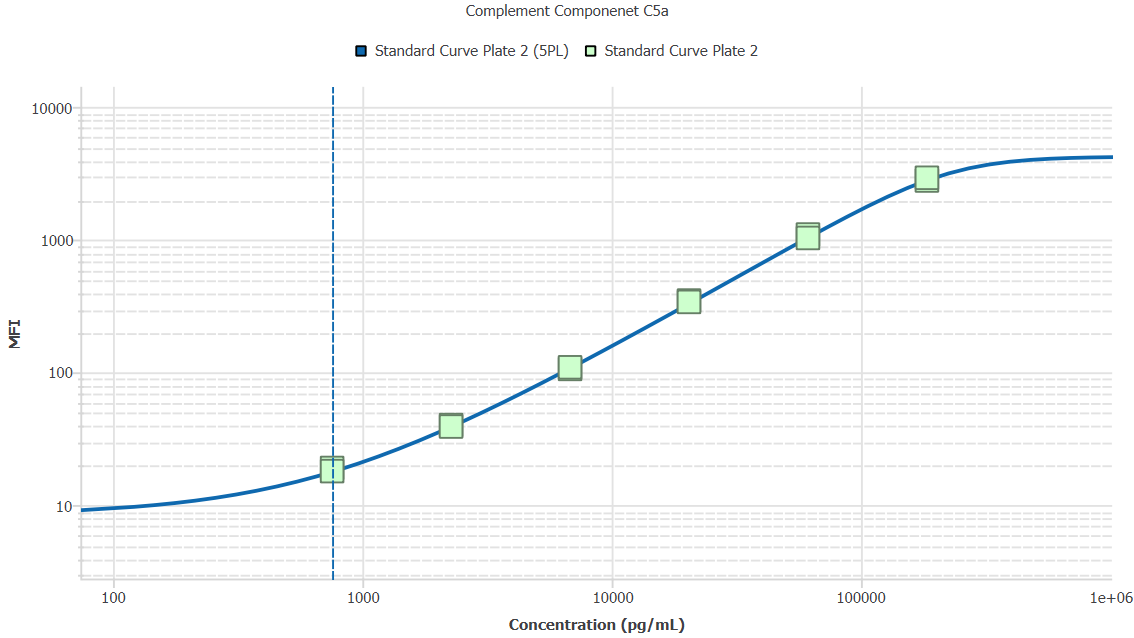 Complement Componenet C5a
Standard Curve Plate 2 (5PL) Standard Curve Plate 2
10000
1000
100
10
MFI
100 1000 10000 100000 1e+06
Concentration (pg/mL)